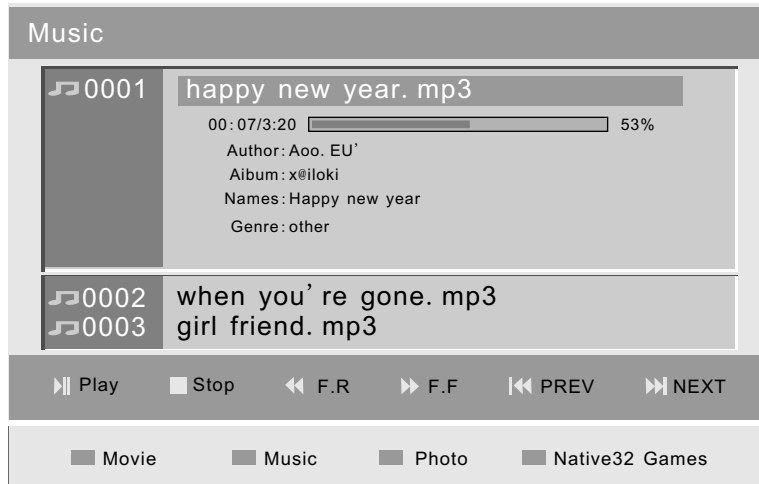 Music
0001 happy new year. mp3
00:07/3:20 53%
Author: Aoo. EU’
Aibum: x@iloki
Names: Happy new year
Genre: other
0002 when you’ re gone. mp3
0003 girl friend. mp3
Play Stop F.R F.F PREV NEXT
Movie Music Photo Native32 Games